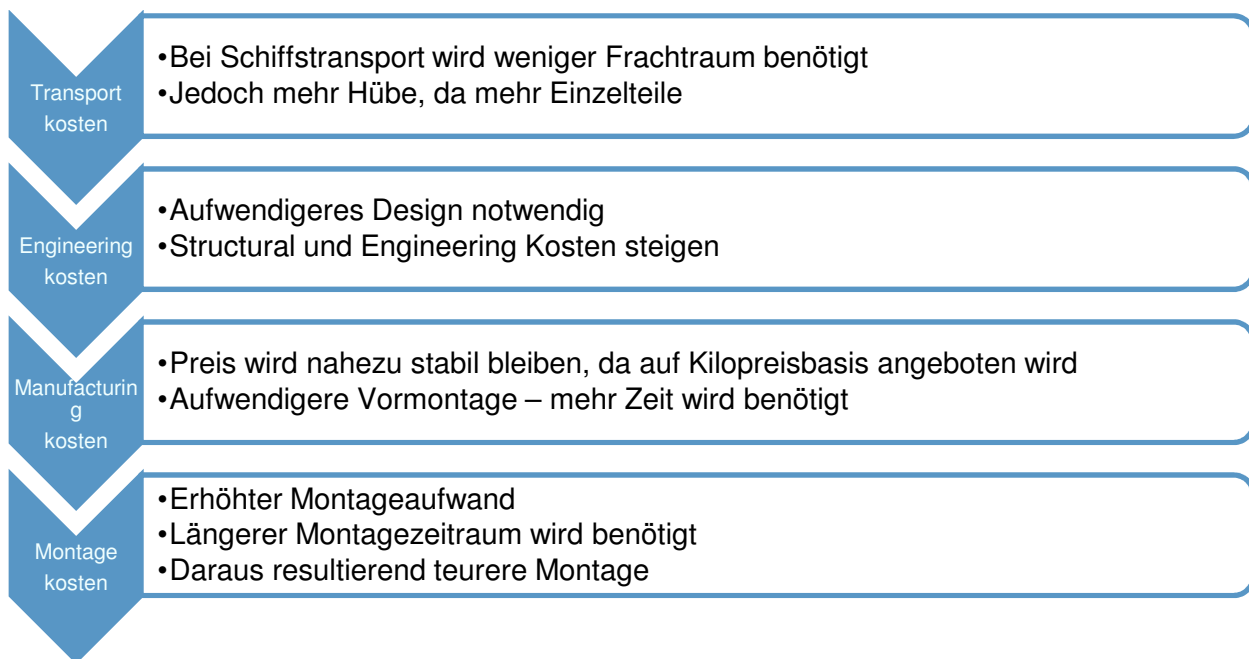 Transport
kosten
•Bei Schiffstransport wird weniger Frachtraum benötigt
•Jedoch mehr Hübe, da mehr Einzelteile
Engineering
kosten
•Aufwendigeres Design notwendig
•Structural und Engineering Kosten steigen
Manufacturin
g
kosten
•Preis wird nahezu stabil bleiben, da auf Kilopreisbasis angeboten wird
•Aufwendigere Vormontage – mehr Zeit wird benötigt
Montage
kosten
•Erhöhter Montageaufwand
•Längerer Montagezeitraum wird benötigt
•Daraus resultierend teurere Montage